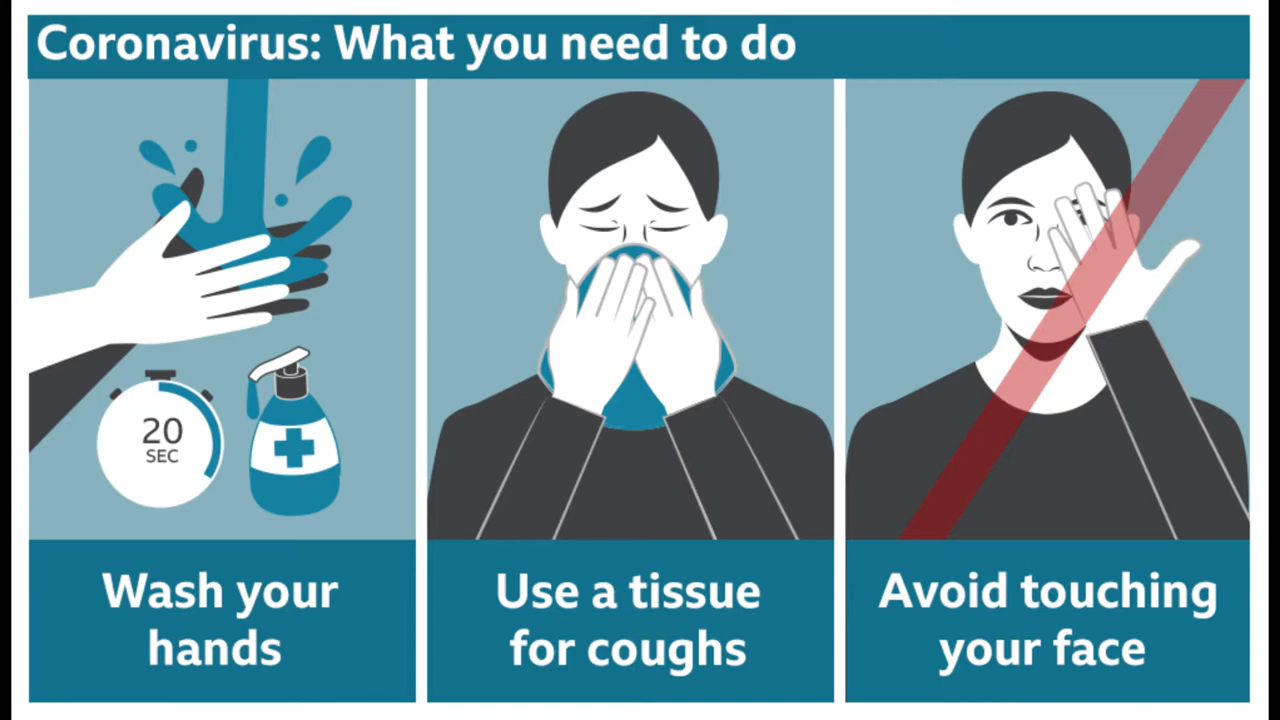 Coronavirus: What you need to do
20
SEC
Wash your
hands
Use a tissue
for coughs
Avoid touching
your face